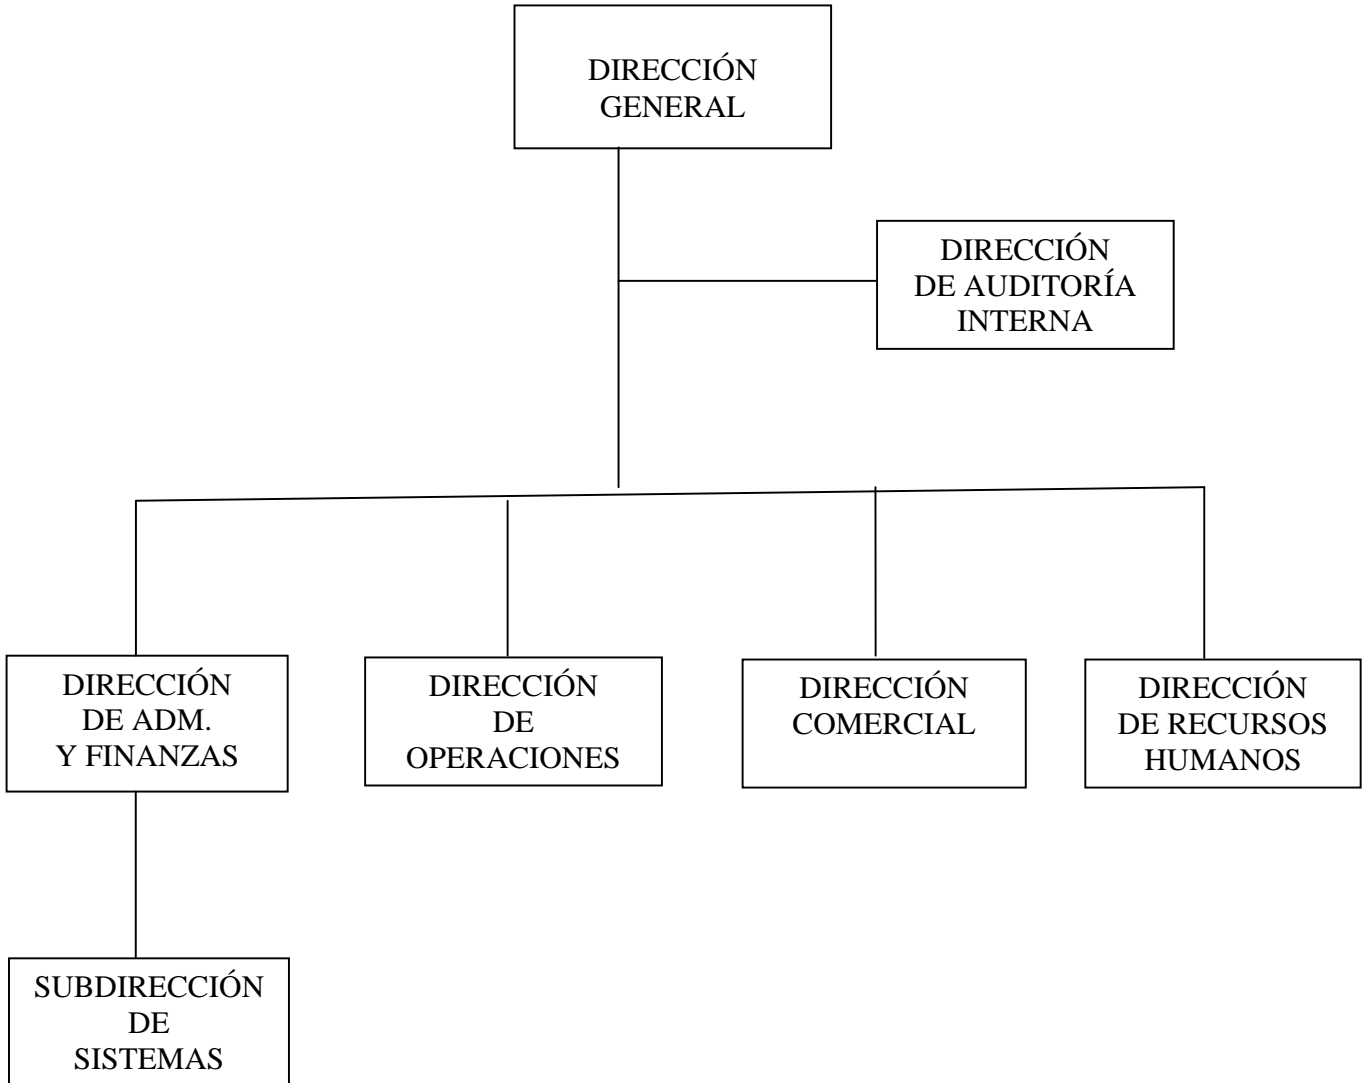 DIRECCIÓN
GENERAL
DIRECCIÓN
DE AUDITORÍA
INTERNA
DIRECCIÓN
DE ADM.
Y FINANZAS
DIRECCIÓN
DE
OPERACIONES
DIRECCIÓN
COMERCIAL
DIRECCIÓN
DE RECURSOS
HUMANOS
SUBDIRECCIÓN
DE
SISTEMAS